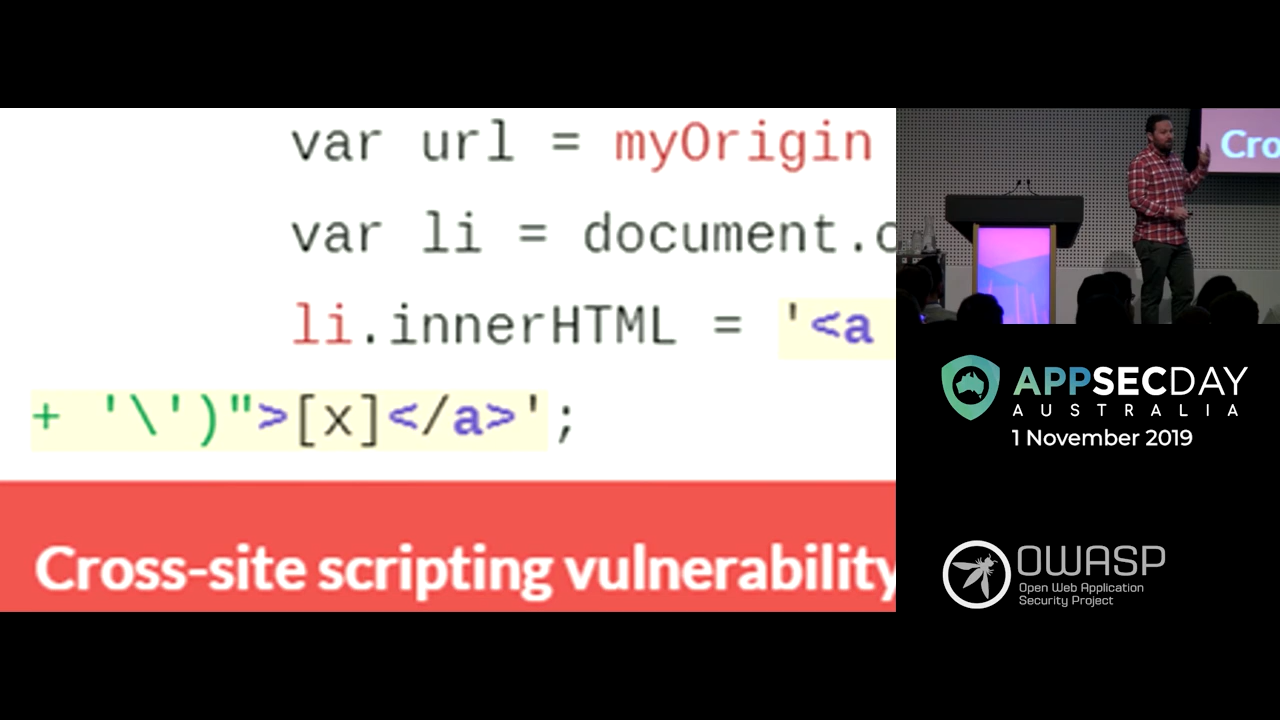 var url = myOrigin
var li = document.c
li.innerHTML = '<a
+ '\')">[x]</a>';
Cross-site scripting vulnerability
Cro
APPSECDAY
AUSTRALIA
1 November 2019
OWASP
Open Web Application
Security Project